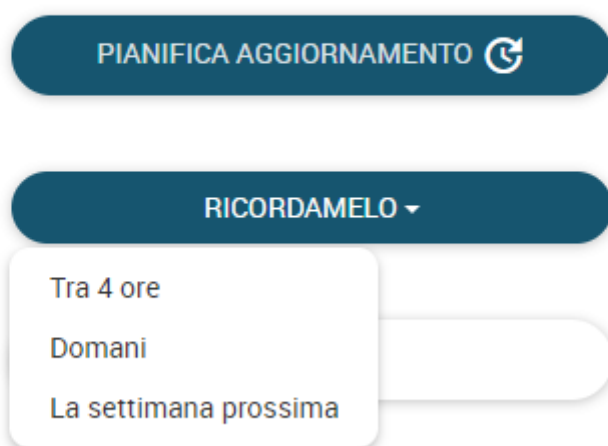 PIANIFICA AGGIORNAMENTO
RICORDAMELO
Tra 4 ore
Domani
La settimana prossima